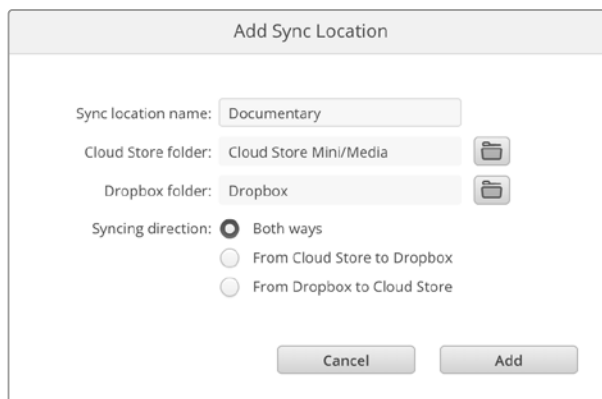 Add Sync Location
Sync location name: Documentary
Cloud Store folder: Cloud Store Mini/Media
Dropbox folder: Dropbox
Syncing direction: Both ways
From Cloud Store to Dropbox
From Dropbox to Cloud Store
Cancel Add